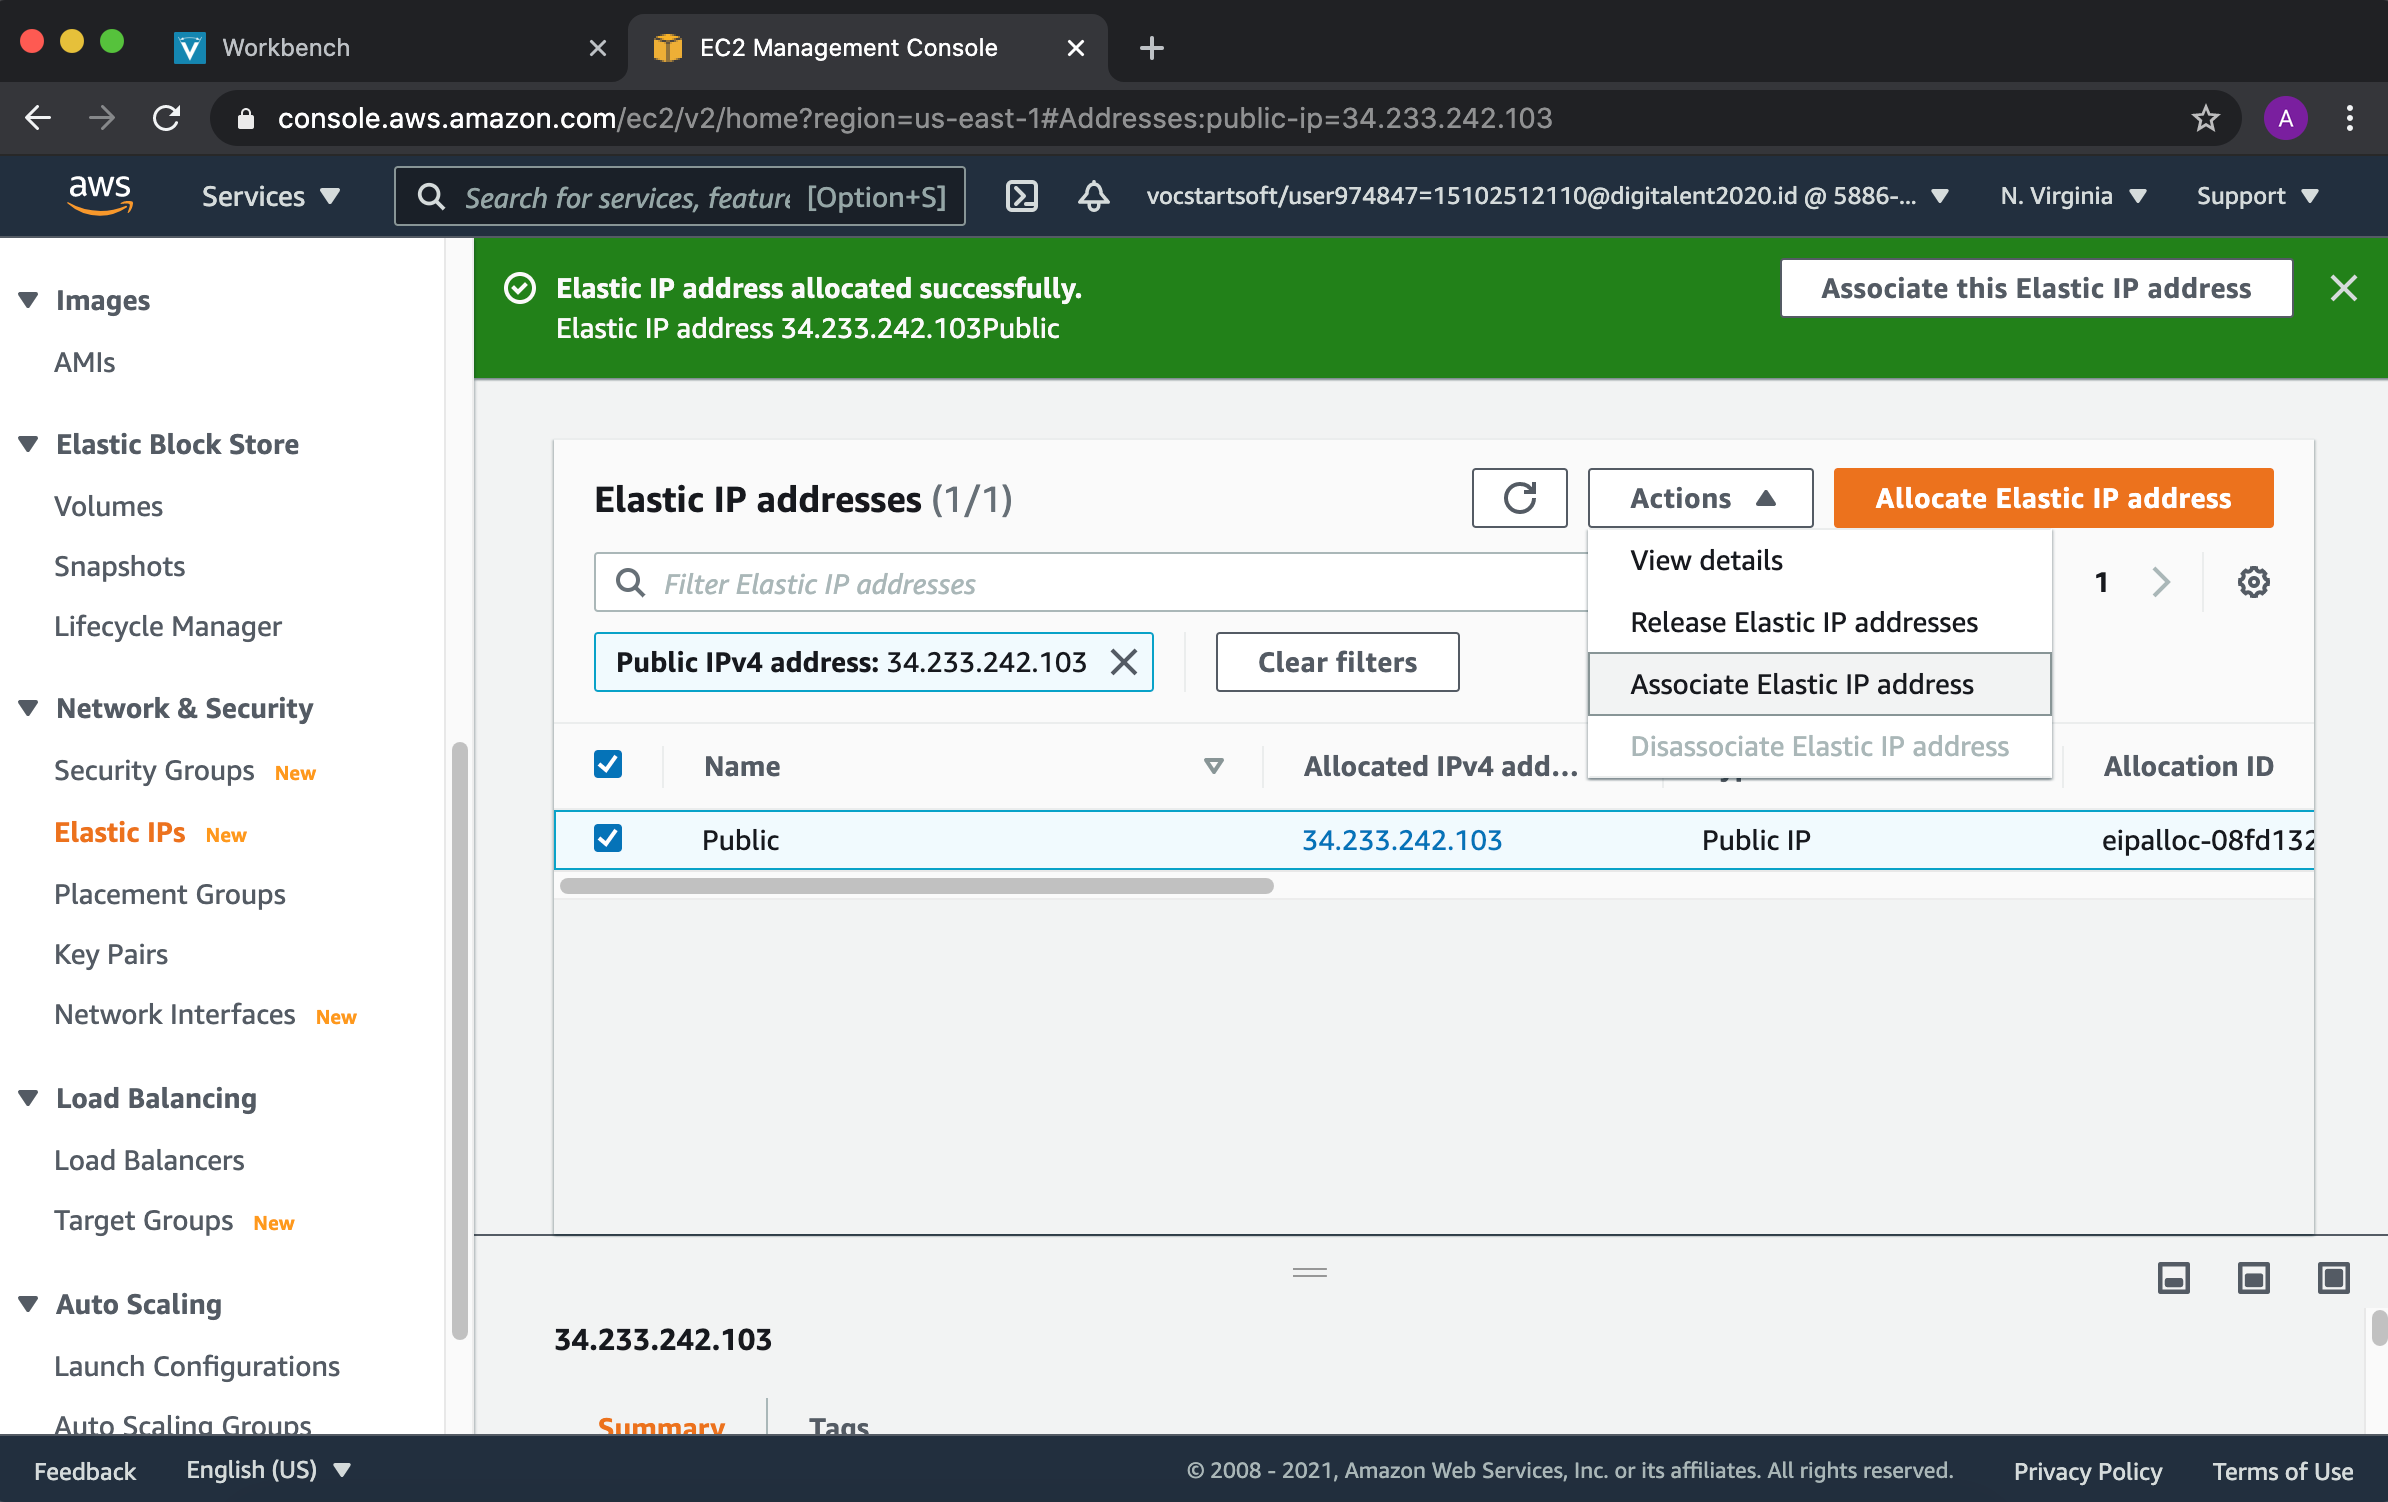 Workbench
EC2 Management Console
console.aws.amazon.com/ec2/v2/home?region=us-east-1#Addresses:public-ip=34.233.242.103
A
aws
Services
Search for services, feature [Option+S]
vocstartsoft/user974847=15102512110@digitalent2020.id @ 5886-...
N. Virginia
Support
Images
AMIs
Elastic Block Store
Volumes
Snapshots
Lifecycle Manager
Network & Security
Security Groups New
Elastic IPs New
Placement Groups
Key Pairs
Network Interfaces New
Load Balancing
Load Balancers
Target Groups New
Auto Scaling
Launch Configurations
Auto Scaling Groups
Elastic IP address allocated successfully.
Elastic IP address 34.233.242.103Public
Associate this Elastic IP address
Elastic IP addresses (1/1)
Actions
Allocate Elastic IP address
View details
Release Elastic IP addresses
Associate Elastic IP address
Disassociate Elastic IP address
Filter Elastic IP addresses
1
Public IPv4 address: 34.233.242.103
Clear filters
Name
Allocated IPv4 add...
Allocation ID
Public
34.233.242.103
Public IP
eipalloc-08fd132
34.233.242.103
Summary
Tags
Feedback
English (US)
© 2008 - 2021, Amazon Web Services, Inc. or its affiliates. All rights reserved.
Privacy Policy
Terms of Use